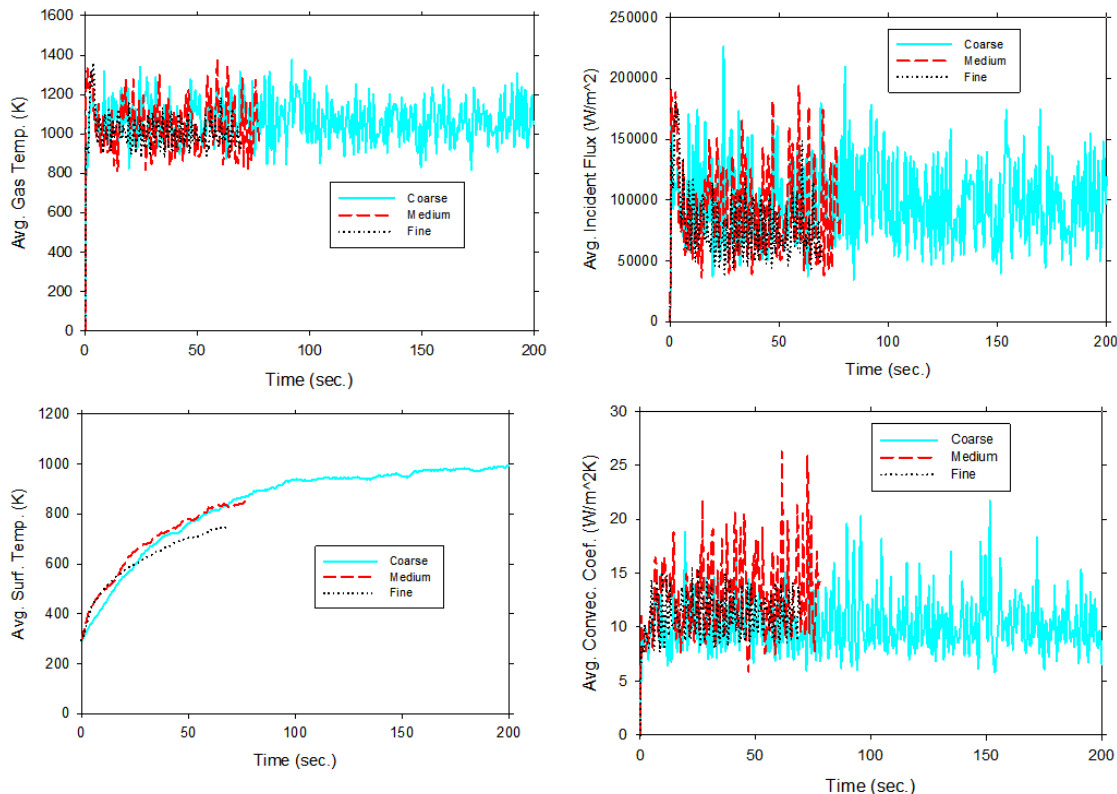 1600
1400
1200
1000
800
600
400
200
0
Avg. Gas Temp. (K)
Coarse
Medium
Fine
0 50 100 150 200
Time (sec.)
250000
200000
150000
100000
50000
0
Avg. Incident Flux (W/m^2)
Coarse
Medium
Fine
0 50 100 150 200
Time (sec.)
1200
1000
800
600
400
200
0
Avg. Surf. Temp. (K)
Coarse
Medium
Fine
0 50 100 150 200
Time (sec.)
30
25
20
15
10
5
0
Avg. Convec. Coef. (W/m^2K)
Coarse
Medium
Fine
0 50 100 150 200
Time (sec.)